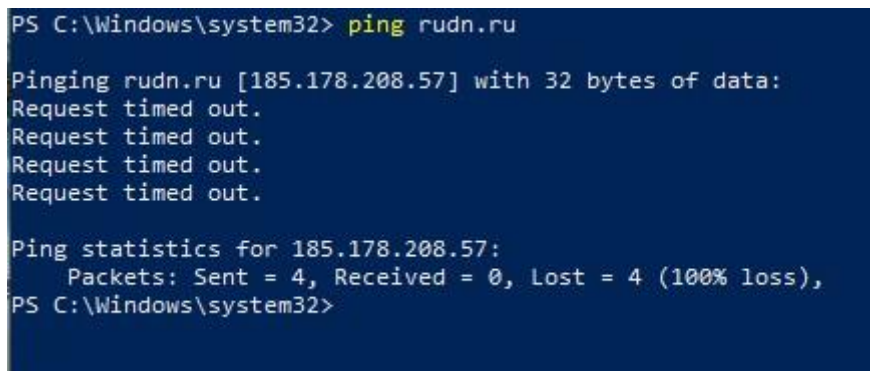 PS C:\Windows\system32> ping rudn.ru
Pinging rudn.ru [185.178.208.57] with 32 bytes of data:
Request timed out.
Request timed out.
Request timed out.
Request timed out.
Ping statistics for 185.178.208.57:
    Packets: Sent = 4, Received = 0, Lost = 4 (100% loss),
PS C:\Windows\system32>